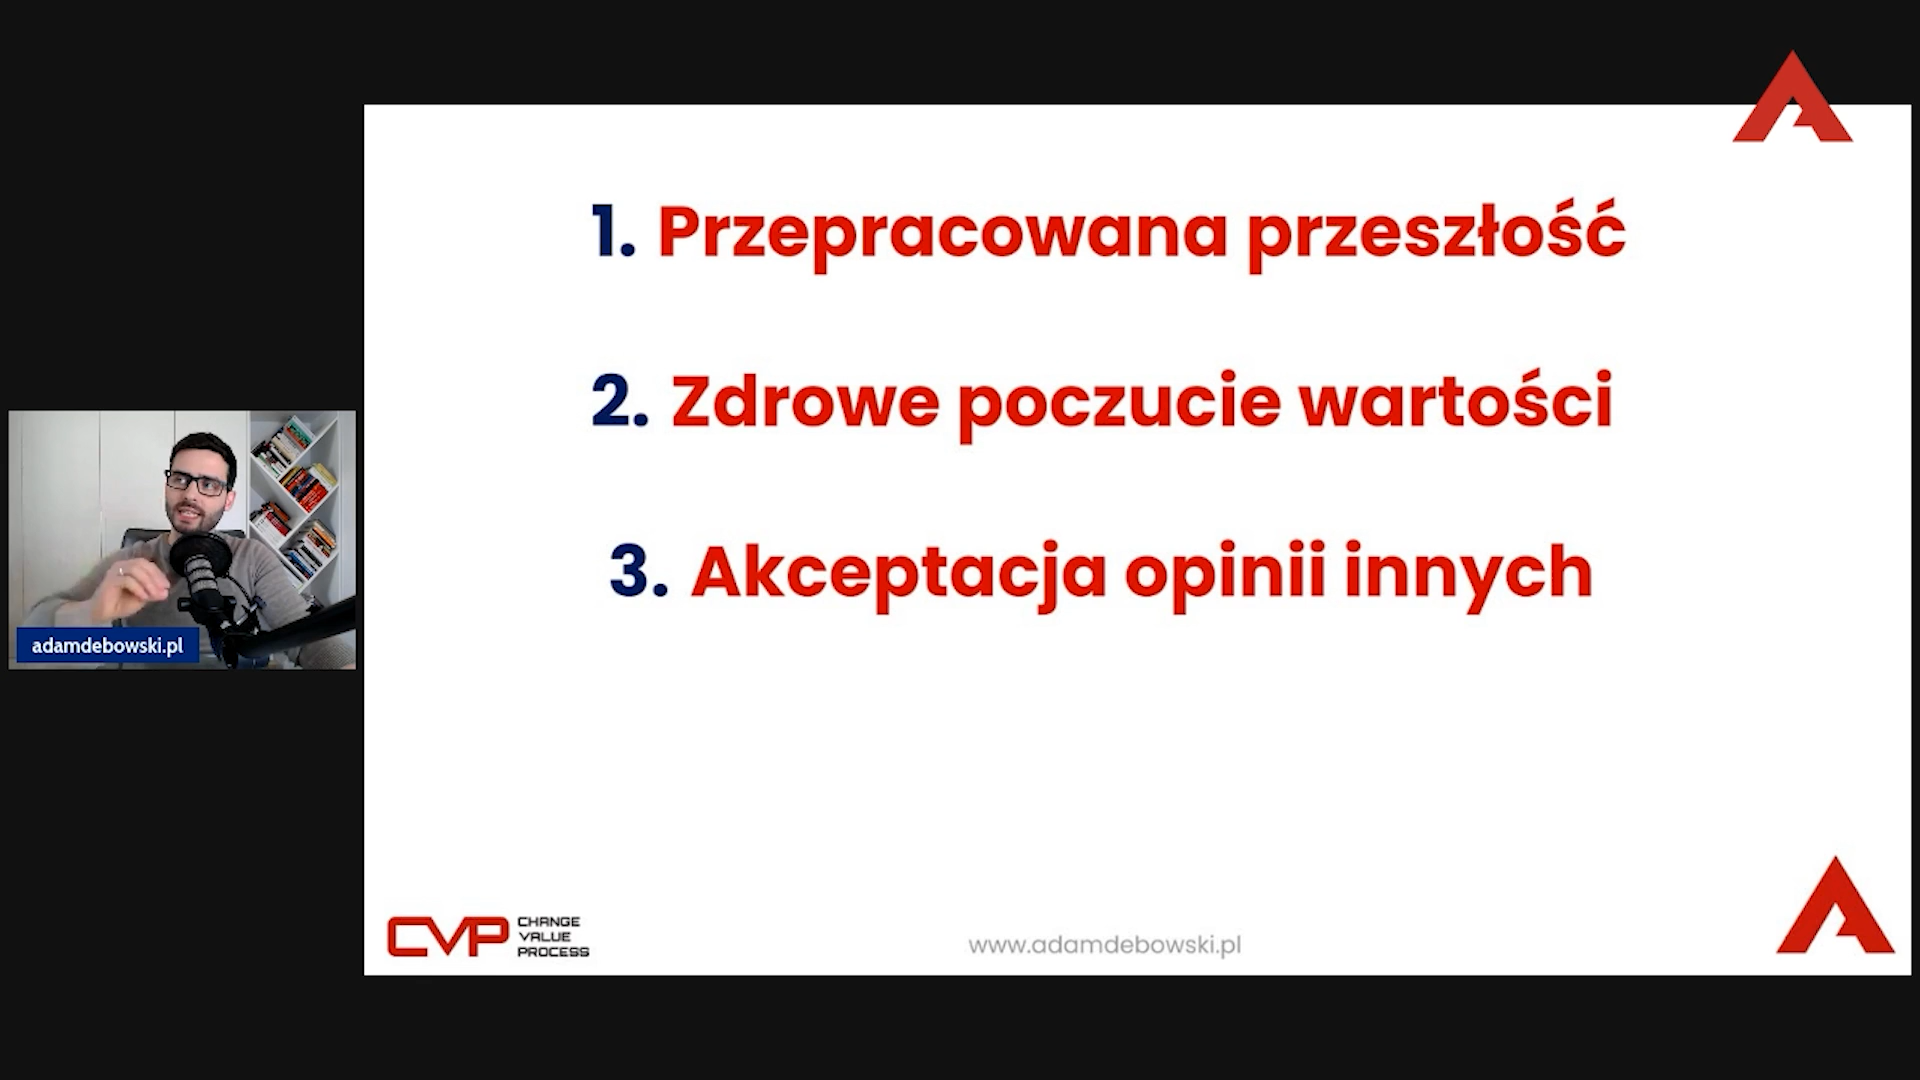 1. Przepracowana przeszłość
2. Zdrowe poczucie wartości
3. Akceptacja opinii innych
adamdebowski.pl
CVP CHANGE
VALUE
PROCESS
www.adamdebowski.pl